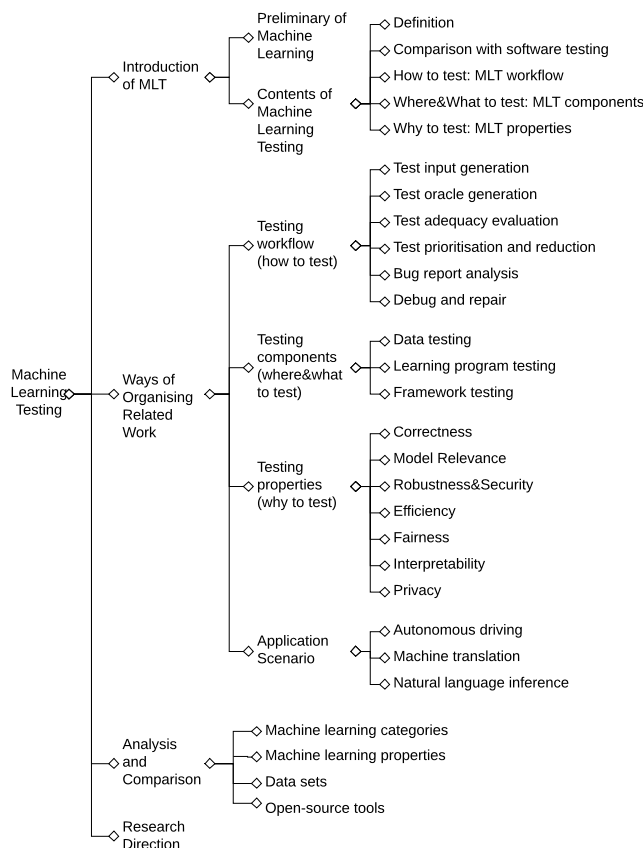 Machine
Learning
Testing
Introduction
of MLT
Preliminary of
Machine
Learning
Contents of
Machine
Learning
Testing
Definition
Comparison with software testing
How to test: MLT workflow
Where&What to test: MLT components
Why to test: MLT properties
Ways of
Organising
Related
Work
Testing
workflow
(how to test)
Test input generation
Test oracle generation
Test adequacy evaluation
Test prioritisation and reduction
Bug report analysis
Debug and repair
Testing
components
(where&what
to test)
Data testing
Learning program testing
Framework testing
Testing
properties
(why to test)
Correctness
Model Relevance
Robustness&Security
Efficiency
Fairness
Interpretability
Privacy
Application
Scenario
Autonomous driving
Machine translation
Natural language inference
Analysis
and
Comparison
Machine learning categories
Machine learning properties
Data sets
Open-source tools
Research
Direction